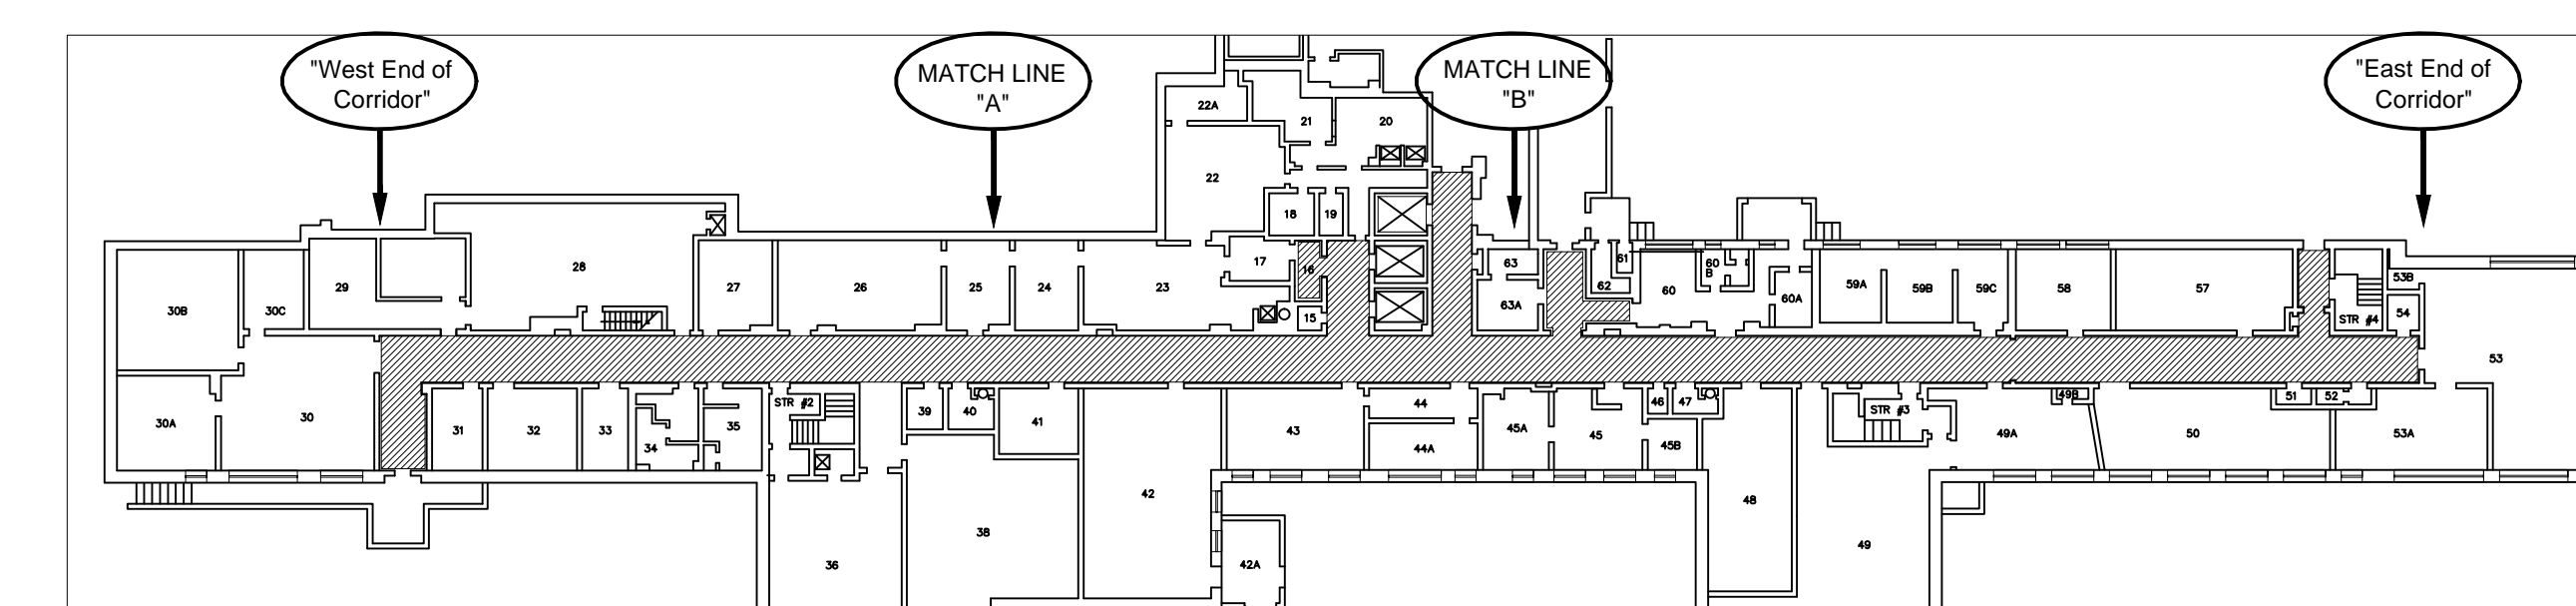 "West End of
Corridor"
MATCH LINE
"A"
MATCH LINE
"B"
"East End of
Corridor"
22A
21
20
22
18
19
17
16
15
28
29
30B
30C
27
26
25
24
23
63
63A
61
62
60
60
B
60A
59A
59B
59C
58
57
STR #4
53B
54
53
30A
30
31
32
33
34
35
STR #2
39
40
41
42
43
44
44A
45A
45
45B
46
47
48
STR #3
49A
49B
50
51
52
53A
36
38
42A
49